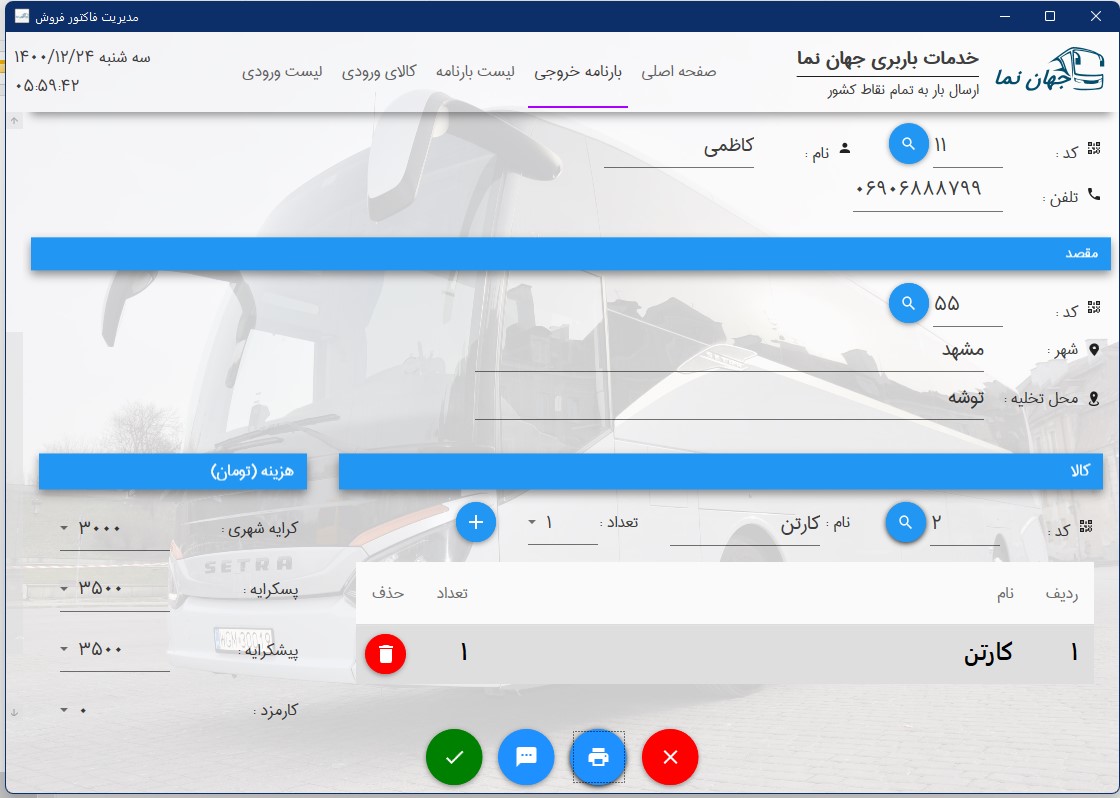 مدیریت فاکتور فروش
جهان نما
خدمات باربری جهان نما
ارسال بار به تمام نقاط کشور
صفحه اصلی
بارنامه خروجی
لیست بارنامه
کالای ورودی
لیست ورودی
سه شنبه ۱۴۰۰/۱۲/۲۴
۰۵:۵۹:۴۲
کد : ۱۱
نام : کاظمی
تلفن : ۰۶۹۰۶۸۸۸۷۹۹
مقصد
کد : ۵۵
شهر : مشهد
محل تخلیه : توشه
کالا
کد : ۲
نام : کارتن
تعداد : ۱
ردیف نام تعداد حذف
۱ کارتن ۱
هزینه (تومان)
کرایه شهری : ۳۰۰۰
پسکرایه : ۳۵۰۰
پیشکرایه : ۳۵۰۰
کارمزد : ۰
SETRA